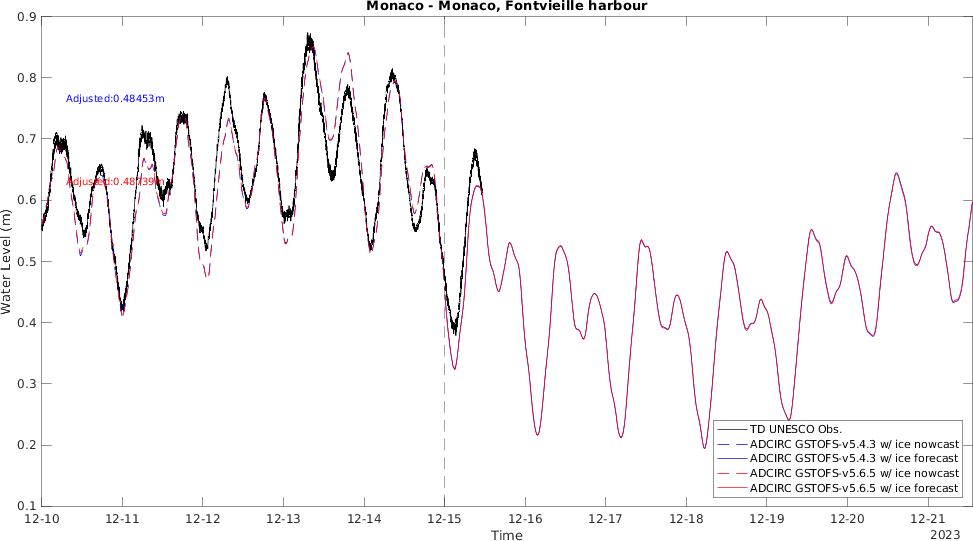 Monaco - Monaco, Fontvieille harbour
0.9
0.8
0.7
0.6
0.5
0.4
0.3
0.2
0.1
Water Level (m)
Adjusted:0.48453m
Adjusted:0.48739m
TD UNESCO Obs.
ADCIRC GSTOFS-v5.4.3 w/ ice nowcast
ADCIRC GSTOFS-v5.4.3 w/ ice forecast
ADCIRC GSTOFS-v5.6.5 w/ ice nowcast
ADCIRC GSTOFS-v5.6.5 w/ ice forecast
12-10 12-11 12-12 12-13 12-14 12-15 12-16 12-17 12-18 12-19 12-20 12-21
Time
2023